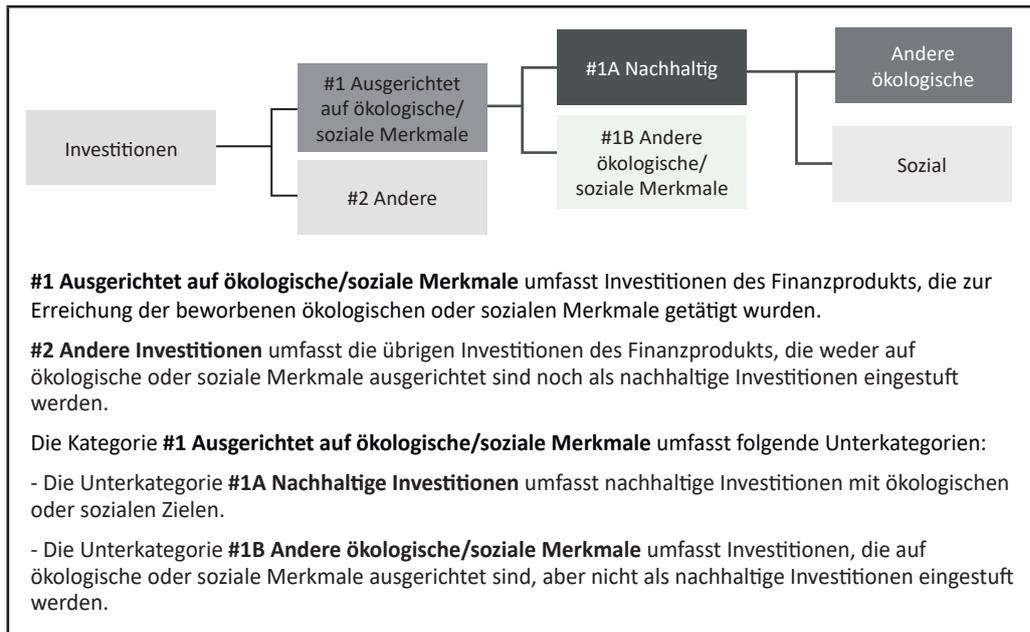 Investitionen
#1 Ausgerichtet
auf ökologische/
soziale Merkmale
#2 Andere
#1A Nachhaltig
#1B Andere
ökologische/
soziale Merkmale
Andere
ökologische
Sozial
#1 Ausgerichtet auf ökologische/soziale Merkmale umfasst Investitionen des Finanzprodukts, die zur
Erreichung der beworbenen ökologischen oder sozialen Merkmale getätigt wurden.
#2 Andere Investitionen umfasst die übrigen Investitionen des Finanzprodukts, die weder auf
ökologische oder soziale Merkmale ausgerichtet sind noch als nachhaltige Investitionen eingestuft
werden.
Die Kategorie #1 Ausgerichtet auf ökologische/soziale Merkmale umfasst folgende Unterkategorien:
- Die Unterkategorie #1A Nachhaltige Investitionen umfasst nachhaltige Investitionen mit ökologischen
oder sozialen Zielen.
- Die Unterkategorie #1B Andere ökologische/soziale Merkmale umfasst Investitionen, die auf
ökologische oder soziale Merkmale ausgerichtet sind, aber nicht als nachhaltige Investitionen eingestuft
werden.